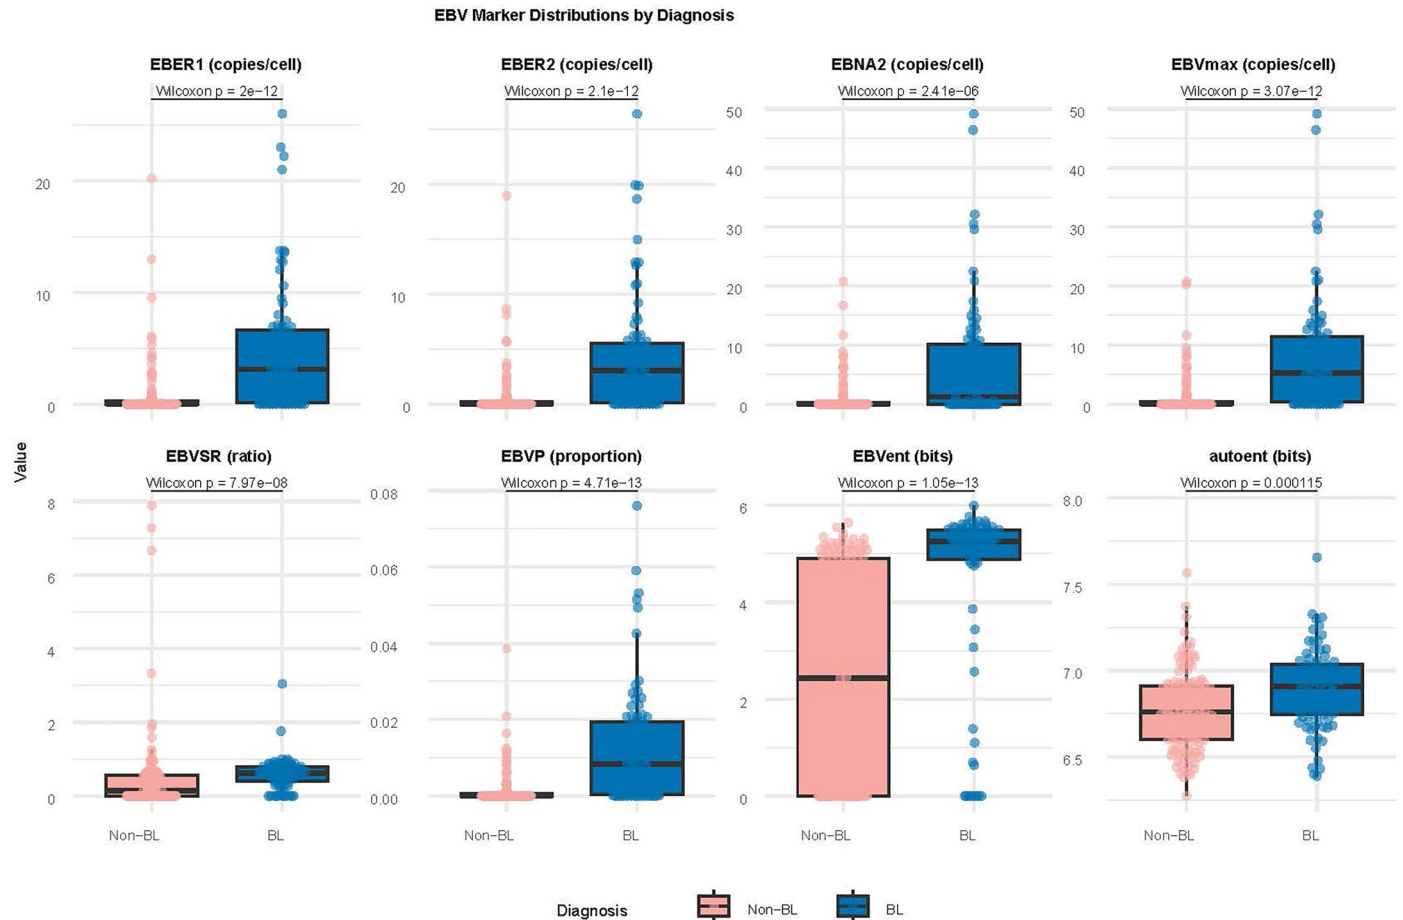 EBV Marker Distributions by Diagnosis
EBER1 (copies/cell)
Wilcoxon p = 2e−12
20
10
0
EBER2 (copies/cell)
Wilcoxon p = 2.1e−12
20
10
0
EBNA2 (copies/cell)
Wilcoxon p = 2.41e−06
50
40
30
20
10
0
EBVmax (copies/cell)
Wilcoxon p = 3.07e−12
50
40
30
20
10
0
Value
EBVSR (ratio)
Wilcoxon p = 7.97e−08
8
6
4
2
0
Non−BL
BL
EBVP (proportion)
Wilcoxon p = 4.71e−13
0.08
0.06
0.04
0.02
0.00
Non−BL
BL
EBVent (bits)
Wilcoxon p = 1.05e−13
6
4
2
0
Non−BL
BL
autoent (bits)
Wilcoxon p = 0.000115
8.0
7.5
7.0
6.5
Non−BL
BL
Diagnosis
Non−BL
BL